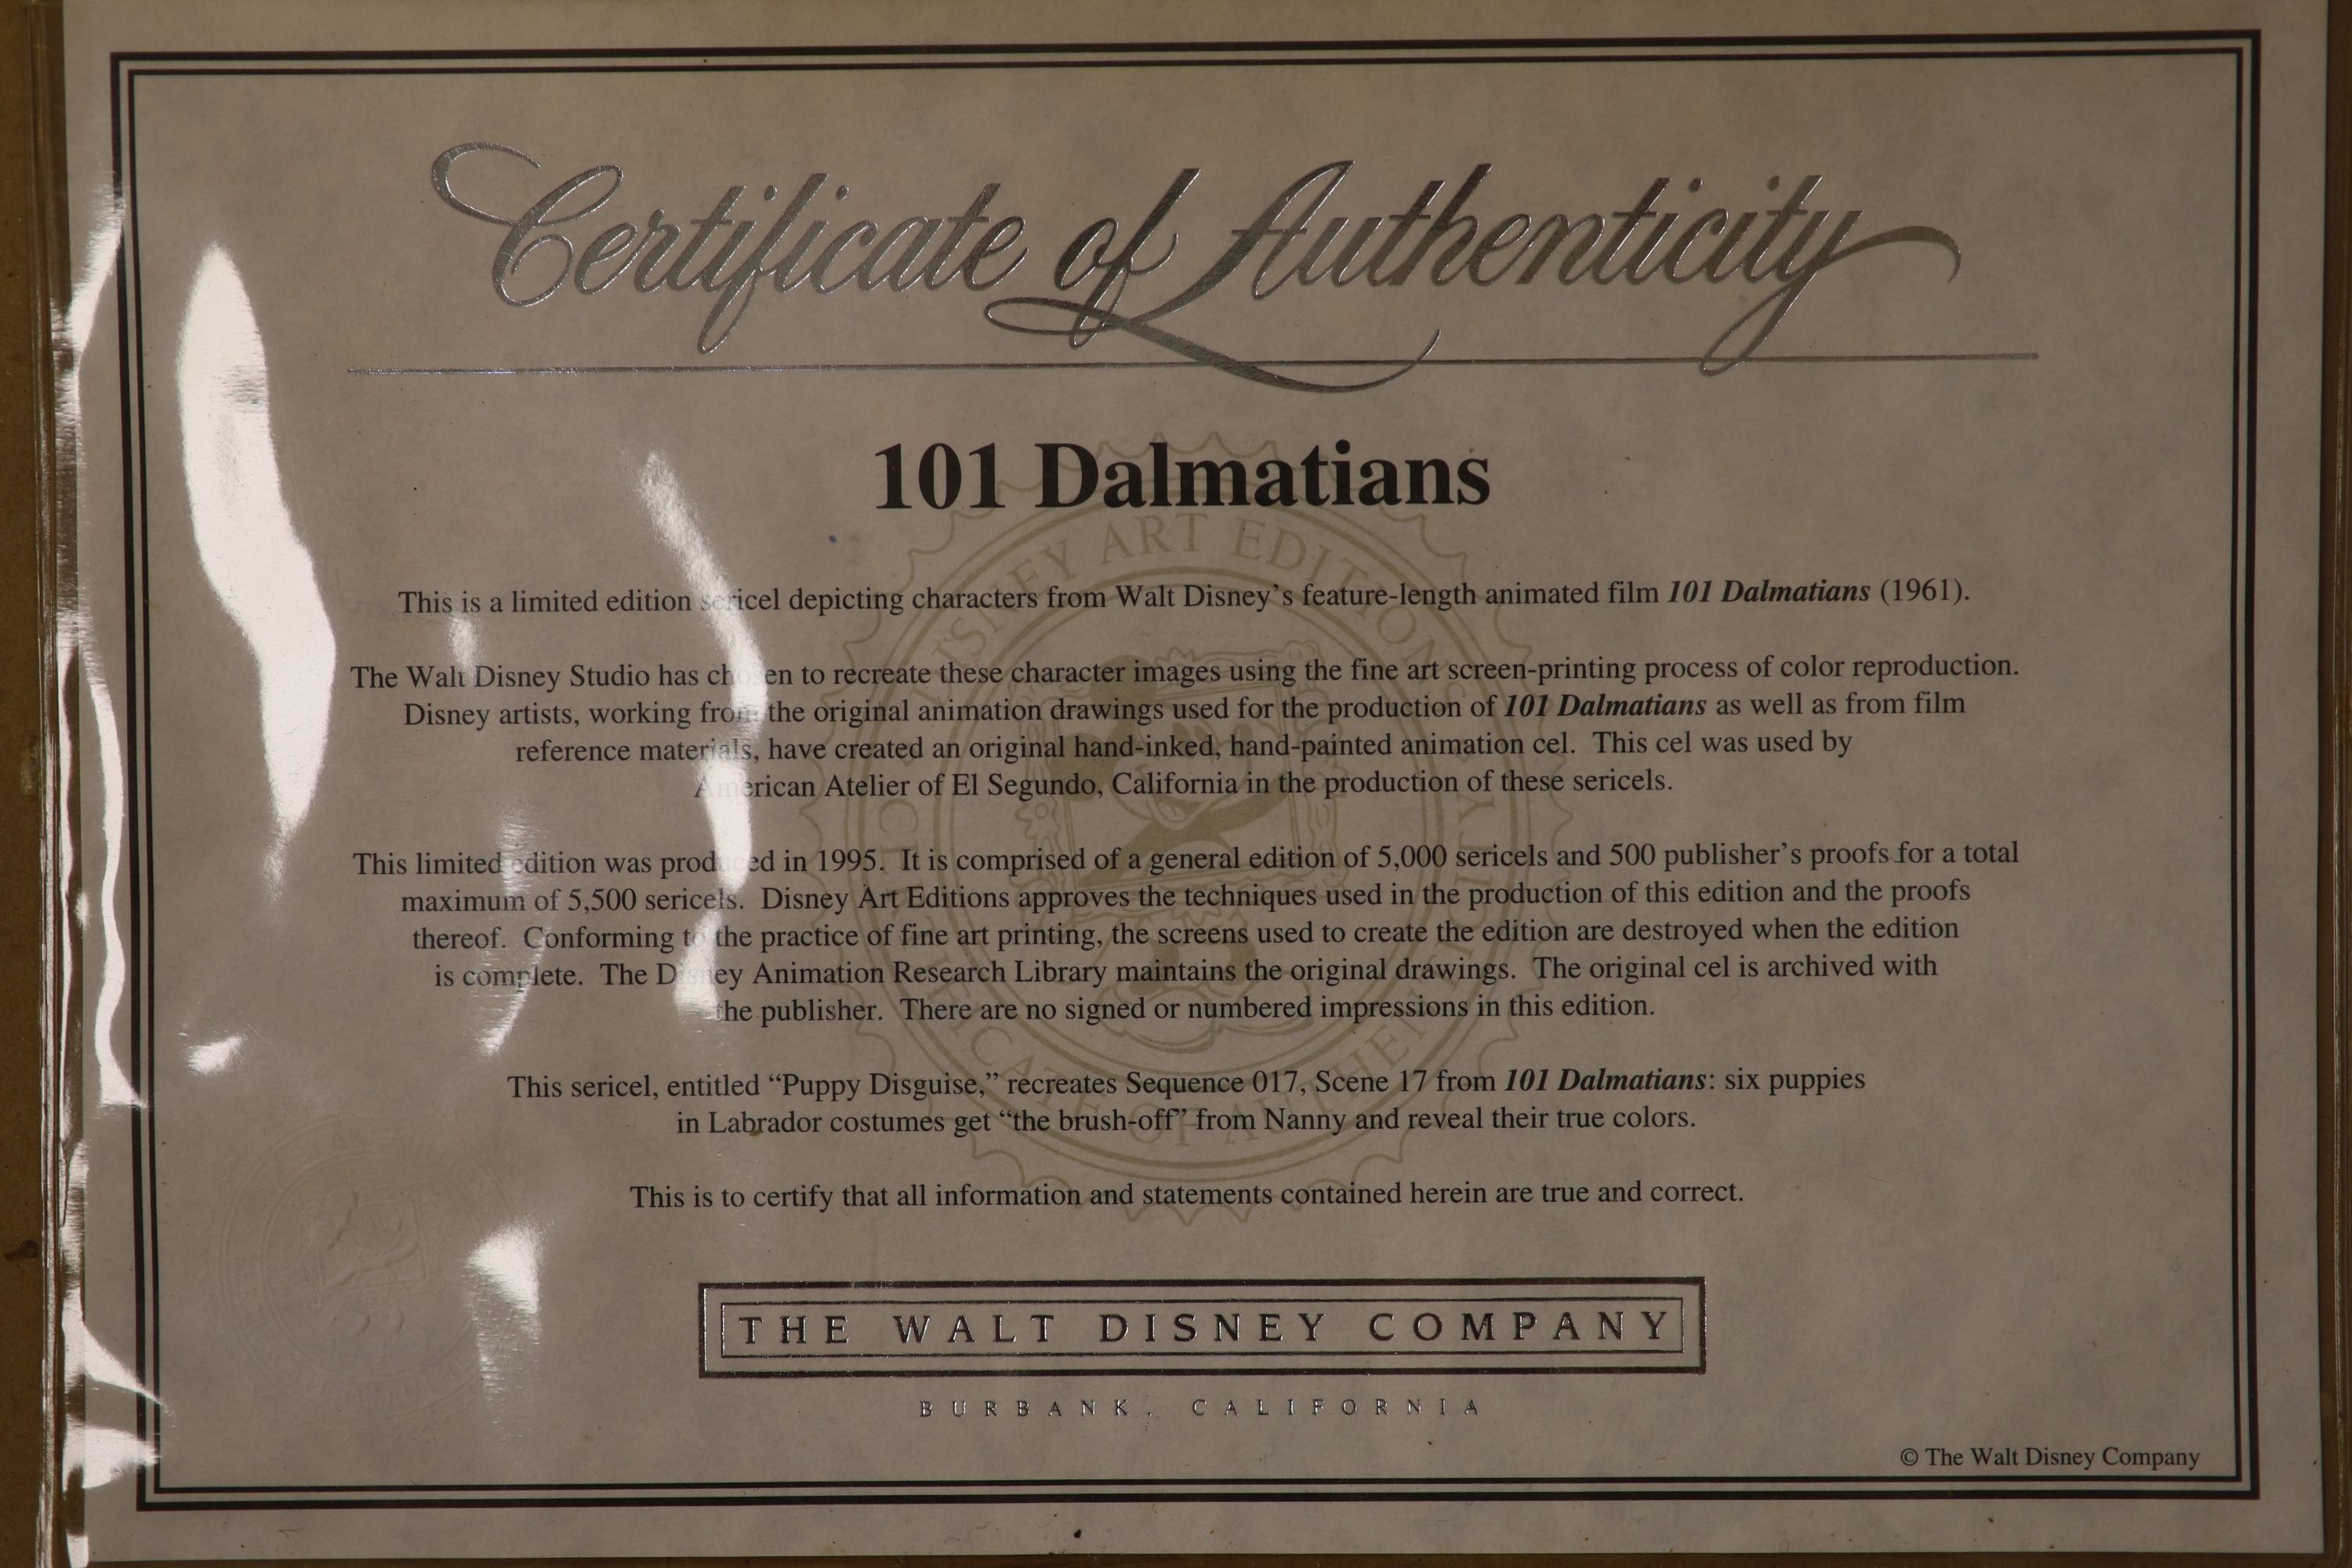 Certificate of Authenticity
101 Dalmatians
This is a limited edition sericel depicting characters from Walt Disney's feature-length animated film 101 Dalmatians (1961).
The Walt Disney Studio has chosen to recreate these character images using the fine art screen-printing process of color reproduction.
Disney artists, working from the original animation drawings used for the production of 101 Dalmatians as well as from film
reference materials, have created an original hand-inked, hand-painted animation cel. This cel was used by
American Atelier of El Segundo, California in the production of these sericels.
This limited edition was produced in 1995. It is comprised of a general edition of 5,000 sericels and 500 publisher's proofs for a total
maximum of 5,500 sericels. Disney Art Editions approves the techniques used in the production of this edition and the proofs
thereof. Conforming to the practice of fine art printing, the screens used to create the edition are destroyed when the edition
is complete. The Disney Animation Research Library maintains the original drawings. The original cel is archived with
the publisher. There are no signed or numbered impressions in this edition.
This sericel, entitled “Puppy Disguise,” recreates Sequence 017, Scene 17 from 101 Dalmatians: six puppies
in Labrador costumes get “the brush-off” from Nanny and reveal their true colors.
This is to certify that all information and statements contained herein are true and correct.
THE WALT DISNEY COMPANY
BURBANK, CALIFORNIA
© The Walt Disney Company
DISNEY ART EDITIONS
CERTIFICATE OF AUTHENTICITY